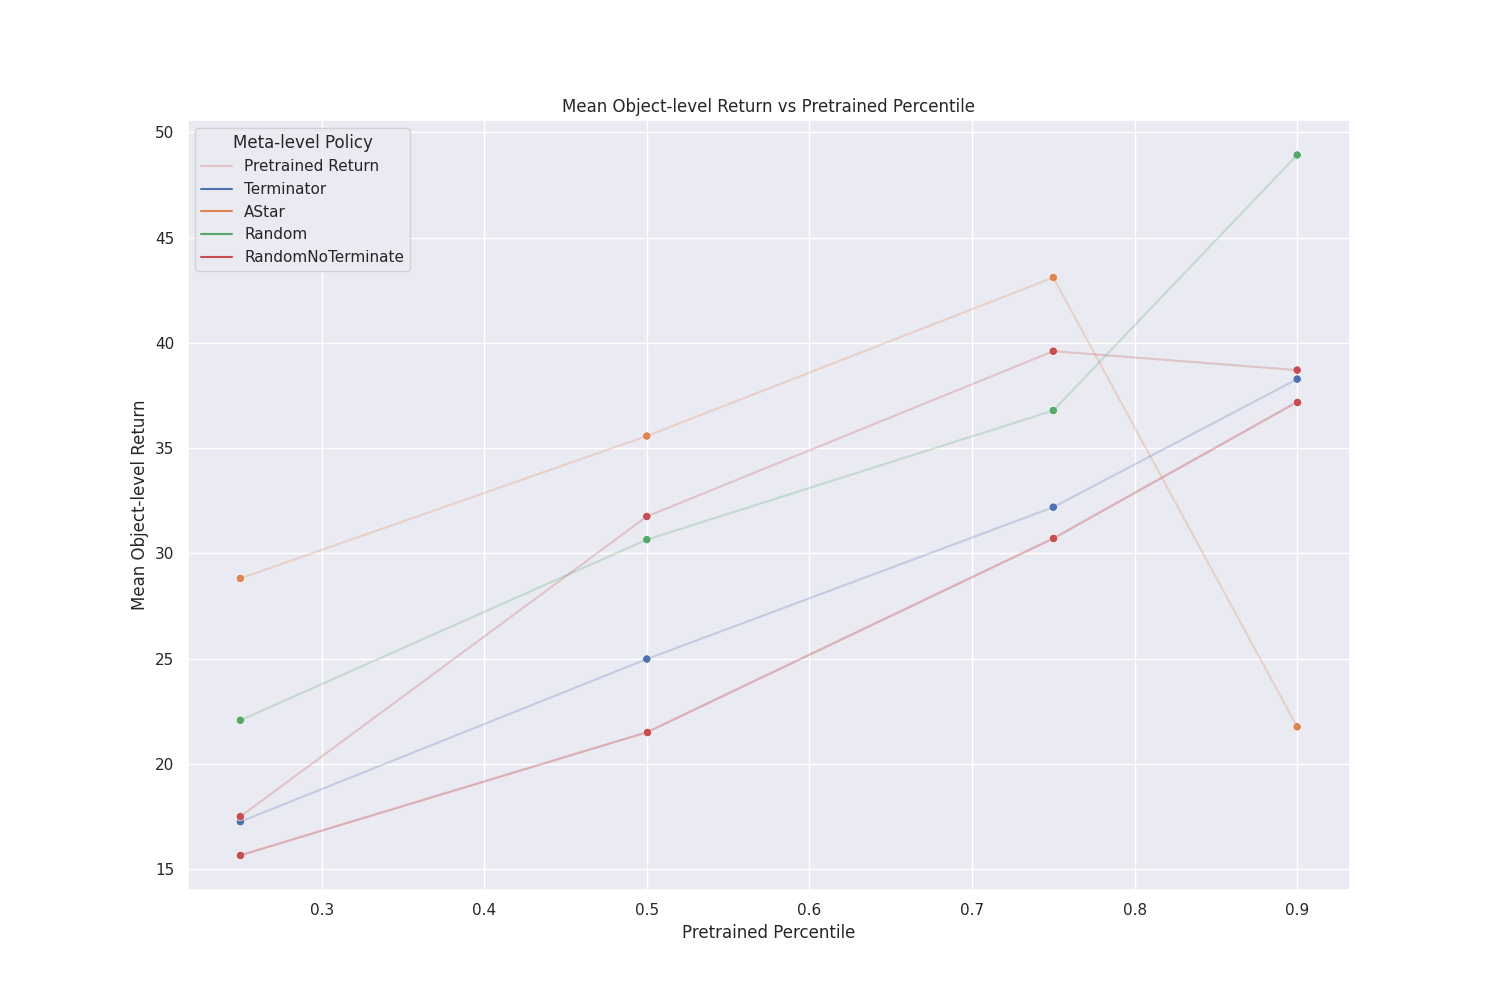 Mean Object-level Return vs Pretrained Percentile
50
45
40
35
30
25
20
15
Mean Object-level Return
Meta-level Policy
Pretrained Return
Terminator
AStar
Random
RandomNoTerminate
0.3
0.4
0.5
0.6
0.7
0.8
0.9
Pretrained Percentile